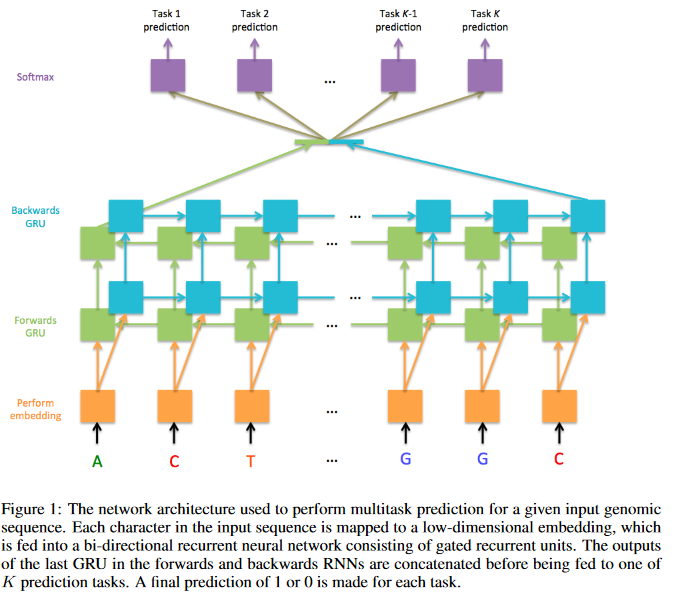 Task 1 prediction
Task 2 prediction
Task K-1 prediction
Task K prediction
Softmax
...
Backwards GRU
...
...
Forwards GRU
...
...
Perform embedding
...
A C T ... G G C
Figure 1: The network architecture used to perform multitask prediction for a given input genomic
sequence. Each character in the input sequence is mapped to a low-dimensional embedding, which
is fed into a bi-directional recurrent neural network consisting of gated recurrent units. The outputs
of the last GRU in the forwards and backwards RNNs are concatenated before being fed to one of
K prediction tasks. A final prediction of 1 or 0 is made for each task.